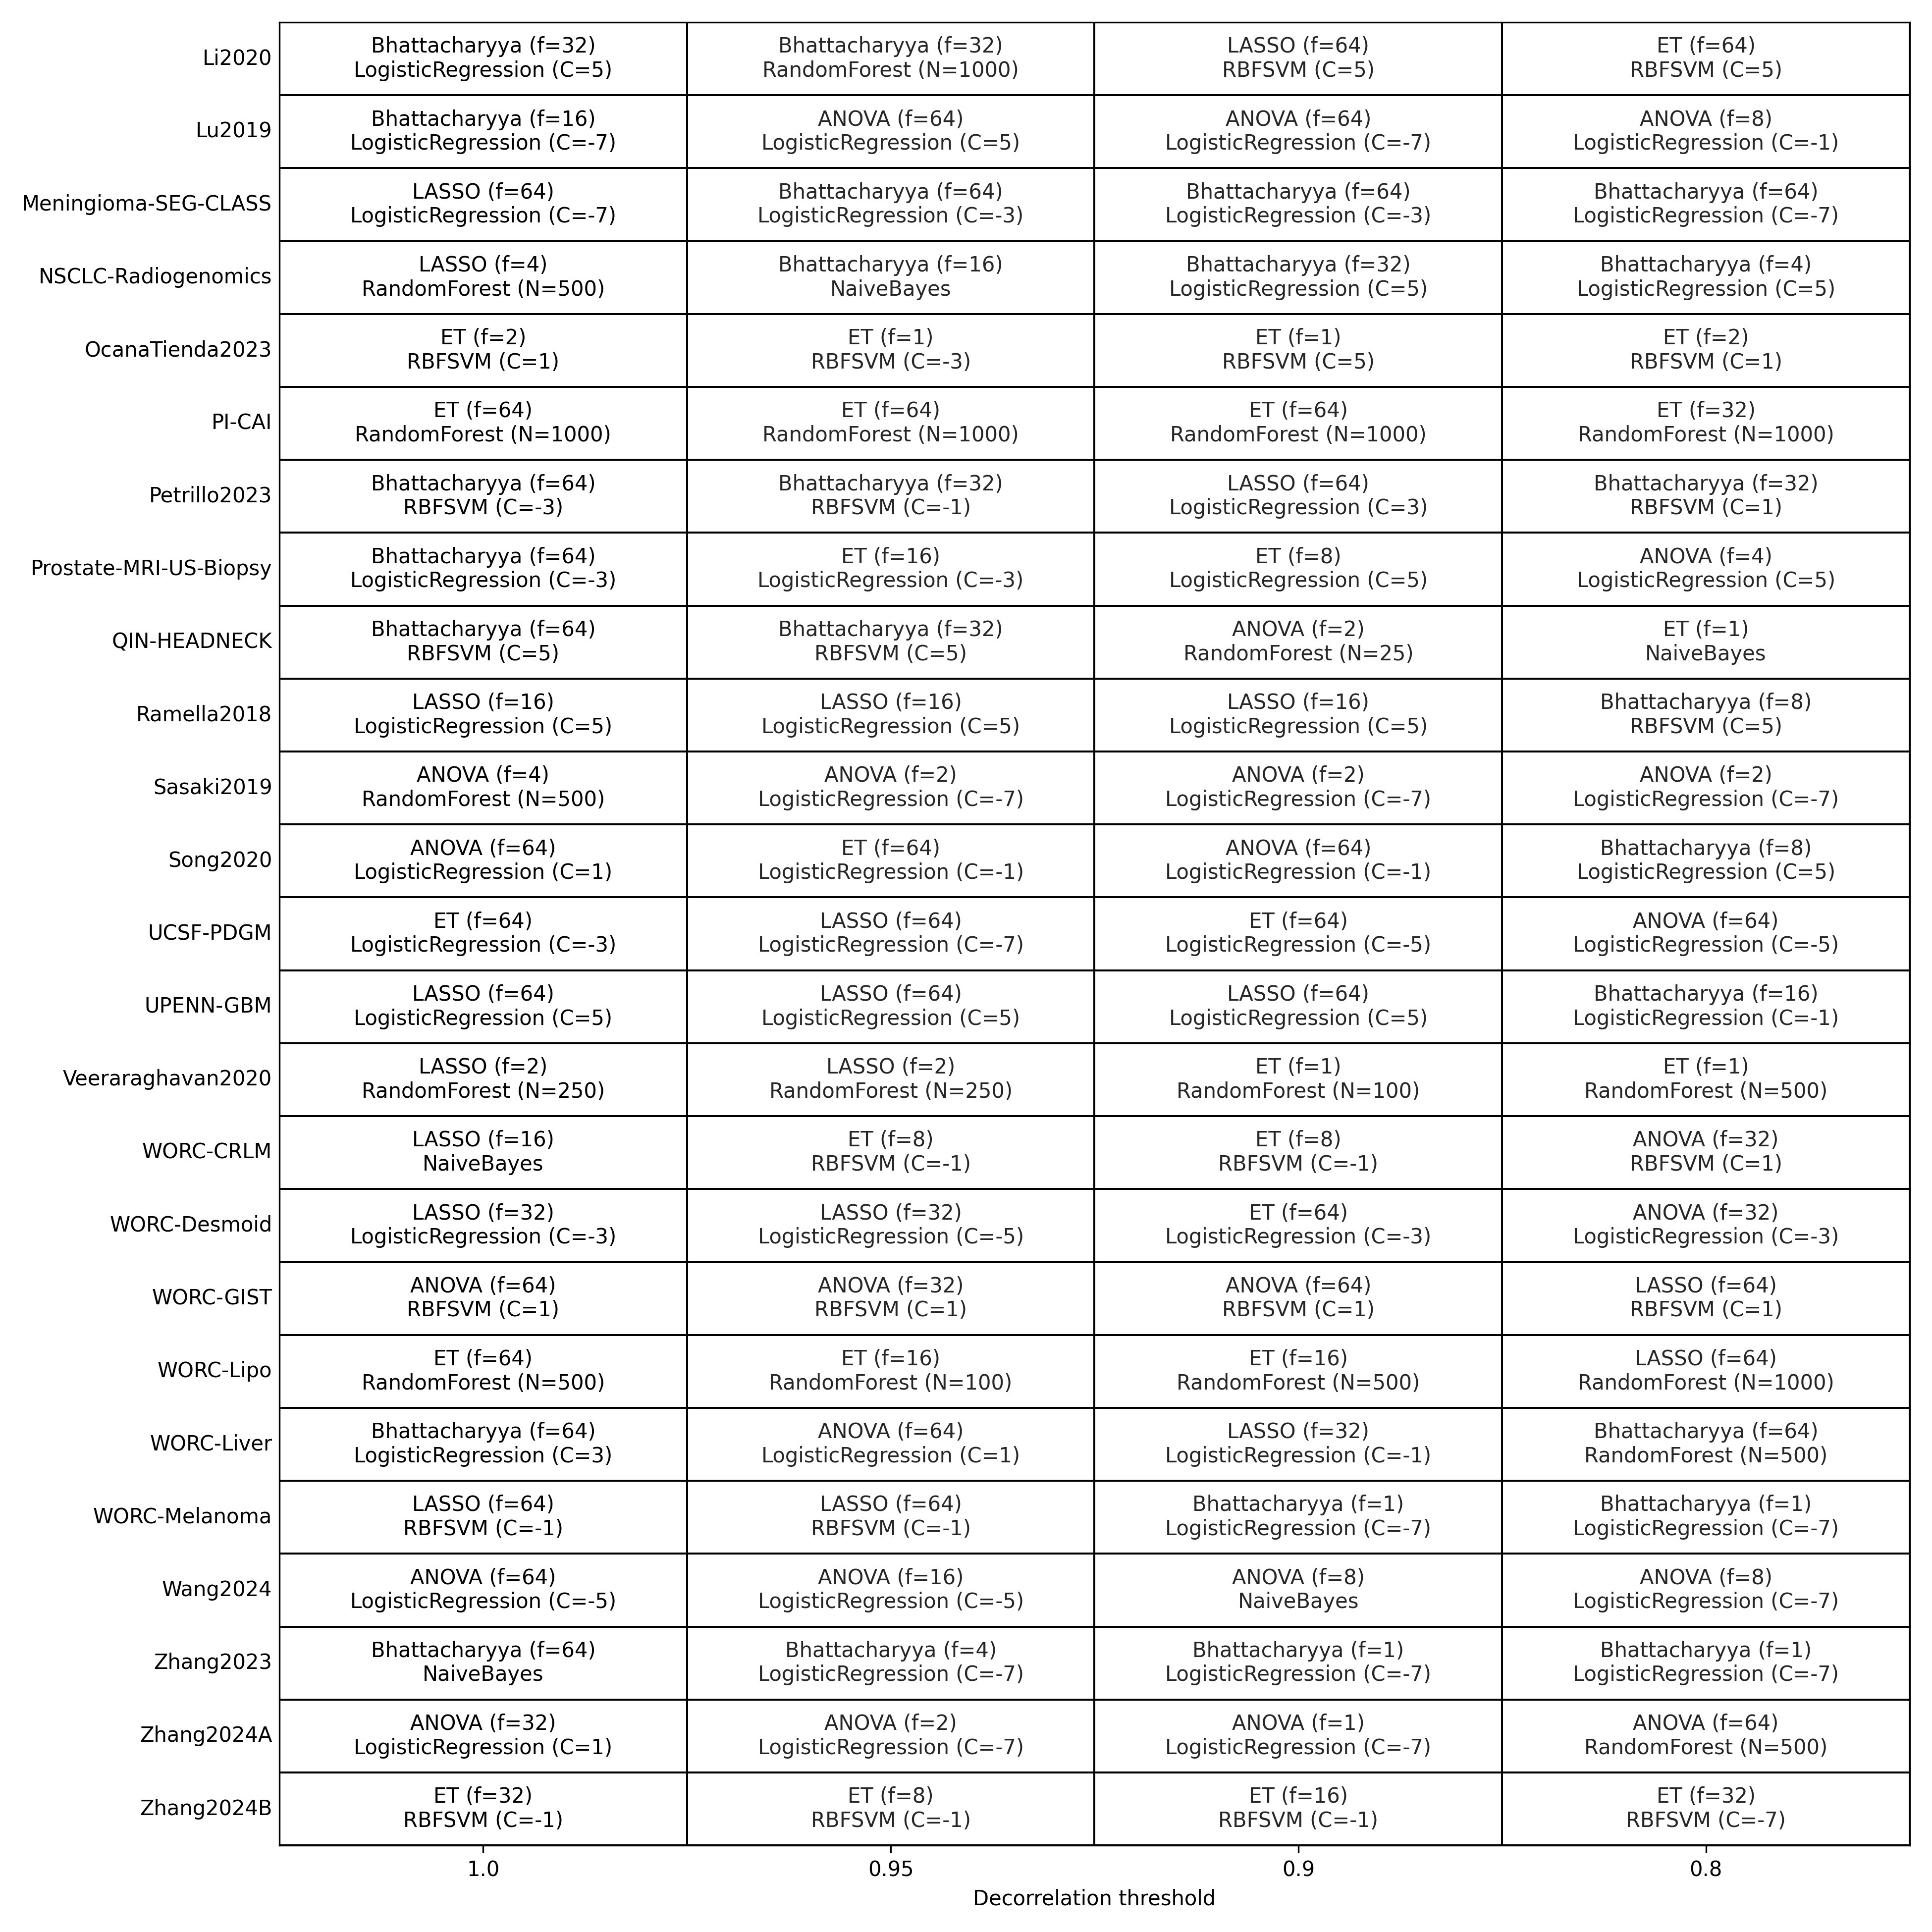 Li2020
Bhattacharyya (f=32)
LogisticRegression (C=5)
Bhattacharyya (f=32)
RandomForest (N=1000)
LASSO (f=64)
RBFSVM (C=5)
ET (f=64)
RBFSVM (C=5)
Lu2019
Bhattacharyya (f=16)
LogisticRegression (C=-7)
ANOVA (f=64)
LogisticRegression (C=5)
ANOVA (f=64)
LogisticRegression (C=-7)
ANOVA (f=8)
LogisticRegression (C=-1)
Meningioma-SEG-CLASS
LASSO (f=64)
LogisticRegression (C=-7)
Bhattacharyya (f=64)
LogisticRegression (C=-3)
Bhattacharyya (f=64)
LogisticRegression (C=-3)
Bhattacharyya (f=64)
LogisticRegression (C=-7)
NSCLC-Radiogenomics
LASSO (f=4)
RandomForest (N=500)
Bhattacharyya (f=16)
NaiveBayes
Bhattacharyya (f=32)
LogisticRegression (C=5)
Bhattacharyya (f=4)
LogisticRegression (C=5)
OcanaTienda2023
ET (f=2)
RBFSVM (C=1)
ET (f=1)
RBFSVM (C=-3)
ET (f=1)
RBFSVM (C=5)
ET (f=2)
RBFSVM (C=1)
PI-CAI
ET (f=64)
RandomForest (N=1000)
ET (f=64)
RandomForest (N=1000)
ET (f=64)
RandomForest (N=1000)
ET (f=32)
RandomForest (N=1000)
Petrillo2023
Bhattacharyya (f=64)
RBFSVM (C=-3)
Bhattacharyya (f=32)
RBFSVM (C=-1)
LASSO (f=64)
LogisticRegression (C=3)
Bhattacharyya (f=32)
RBFSVM (C=1)
Prostate-MRI-US-Biopsy
Bhattacharyya (f=64)
LogisticRegression (C=-3)
ET (f=16)
LogisticRegression (C=-3)
ET (f=8)
LogisticRegression (C=5)
ANOVA (f=4)
LogisticRegression (C=5)
QIN-HEADNECK
Bhattacharyya (f=64)
RBFSVM (C=5)
Bhattacharyya (f=32)
RBFSVM (C=5)
ANOVA (f=2)
RandomForest (N=25)
ET (f=1)
NaiveBayes
Ramella2018
LASSO (f=16)
LogisticRegression (C=5)
LASSO (f=16)
LogisticRegression (C=5)
LASSO (f=16)
LogisticRegression (C=5)
Bhattacharyya (f=8)
RBFSVM (C=5)
Sasaki2019
ANOVA (f=4)
RandomForest (N=500)
ANOVA (f=2)
LogisticRegression (C=-7)
ANOVA (f=2)
LogisticRegression (C=-7)
ANOVA (f=2)
LogisticRegression (C=-7)
Song2020
ANOVA (f=64)
LogisticRegression (C=1)
ET (f=64)
LogisticRegression (C=-1)
ANOVA (f=64)
LogisticRegression (C=-1)
Bhattacharyya (f=8)
LogisticRegression (C=5)
UCSF-PDGM
ET (f=64)
LogisticRegression (C=-3)
LASSO (f=64)
LogisticRegression (C=-7)
ET (f=64)
LogisticRegression (C=-5)
ANOVA (f=64)
LogisticRegression (C=-5)
UPENN-GBM
LASSO (f=64)
LogisticRegression (C=5)
LASSO (f=64)
LogisticRegression (C=5)
LASSO (f=64)
LogisticRegression (C=5)
Bhattacharyya (f=16)
LogisticRegression (C=-1)
Veeraraghavan2020
LASSO (f=2)
RandomForest (N=250)
LASSO (f=2)
RandomForest (N=250)
ET (f=1)
RandomForest (N=100)
ET (f=1)
RandomForest (N=500)
WORC-CRLM
LASSO (f=16)
NaiveBayes
ET (f=8)
RBFSVM (C=-1)
ET (f=8)
RBFSVM (C=-1)
ANOVA (f=32)
RBFSVM (C=1)
WORC-Desmoid
LASSO (f=32)
LogisticRegression (C=-3)
LASSO (f=32)
LogisticRegression (C=-5)
ET (f=64)
LogisticRegression (C=-3)
ANOVA (f=32)
LogisticRegression (C=-3)
WORC-GIST
ANOVA (f=64)
RBFSVM (C=1)
ANOVA (f=32)
RBFSVM (C=1)
ANOVA (f=64)
RBFSVM (C=1)
LASSO (f=64)
RBFSVM (C=1)
WORC-Lipo
ET (f=64)
RandomForest (N=500)
ET (f=16)
RandomForest (N=100)
ET (f=16)
RandomForest (N=500)
LASSO (f=64)
RandomForest (N=1000)
WORC-Liver
Bhattacharyya (f=64)
LogisticRegression (C=3)
ANOVA (f=64)
LogisticRegression (C=1)
LASSO (f=32)
LogisticRegression (C=-1)
Bhattacharyya (f=64)
RandomForest (N=500)
WORC-Melanoma
LASSO (f=64)
RBFSVM (C=-1)
LASSO (f=64)
RBFSVM (C=-1)
Bhattacharyya (f=1)
LogisticRegression (C=-7)
Bhattacharyya (f=1)
LogisticRegression (C=-7)
Wang2024
ANOVA (f=64)
LogisticRegression (C=-5)
ANOVA (f=16)
LogisticRegression (C=-5)
ANOVA (f=8)
NaiveBayes
ANOVA (f=8)
LogisticRegression (C=-7)
Zhang2023
Bhattacharyya (f=64)
NaiveBayes
Bhattacharyya (f=4)
LogisticRegression (C=-7)
Bhattacharyya (f=1)
LogisticRegression (C=-7)
Bhattacharyya (f=1)
LogisticRegression (C=-7)
Zhang2024A
ANOVA (f=32)
LogisticRegression (C=1)
ANOVA (f=2)
LogisticRegression (C=-7)
ANOVA (f=1)
LogisticRegression (C=-7)
ANOVA (f=64)
RandomForest (N=500)
Zhang2024B
ET (f=32)
RBFSVM (C=-1)
ET (f=8)
RBFSVM (C=-1)
ET (f=16)
RBFSVM (C=-1)
ET (f=32)
RBFSVM (C=-7)
1.0
0.95
0.9
0.8
Decorrelation threshold